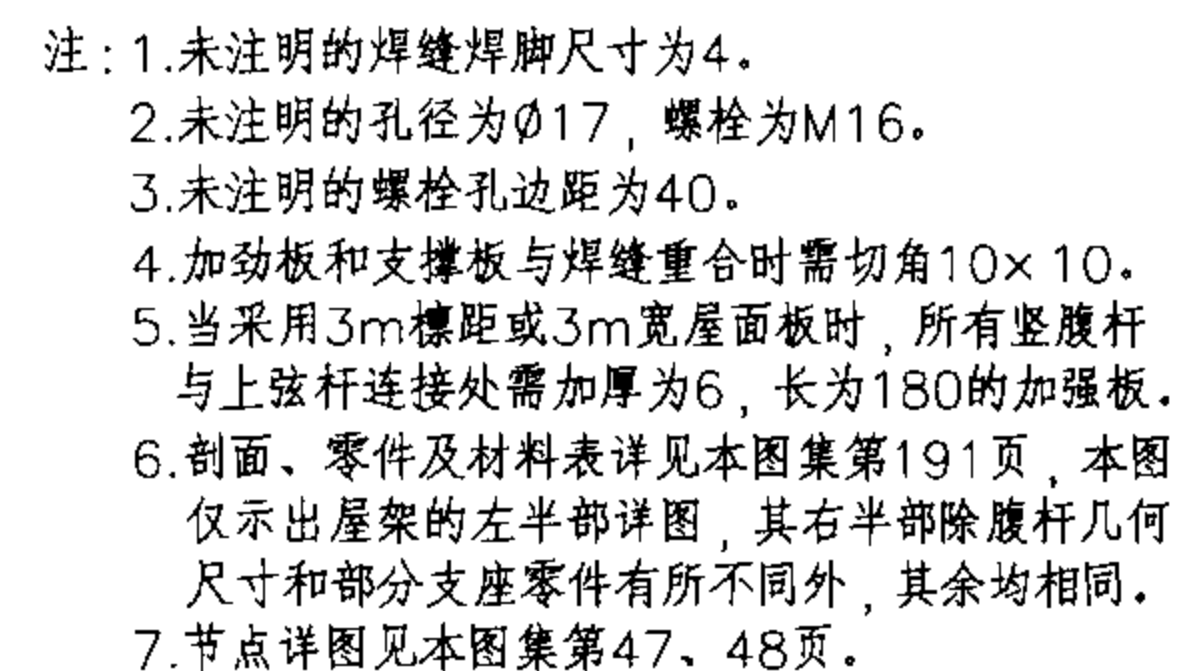 注：1.未注明的焊缝焊脚尺寸为4。
2.未注明的孔径为Ø17，螺栓为M16。
3.未注明的螺栓孔边距为40。
4.加劲板和支撑板与焊缝重合时需切角10×10。
5.当采用3m檩距或3m宽屋面板时，所有竖腹杆
与上弦杆连接处需加厚为6，长为180的加强板。
6.剖面、零件及材料表详见本图集第191页，本图
仅示出屋架的左半部详图，其右半部除腹杆几何
尺寸和部分支座零件有所不同外，其余均相同。
7.节点详图见本图集第47、48页。